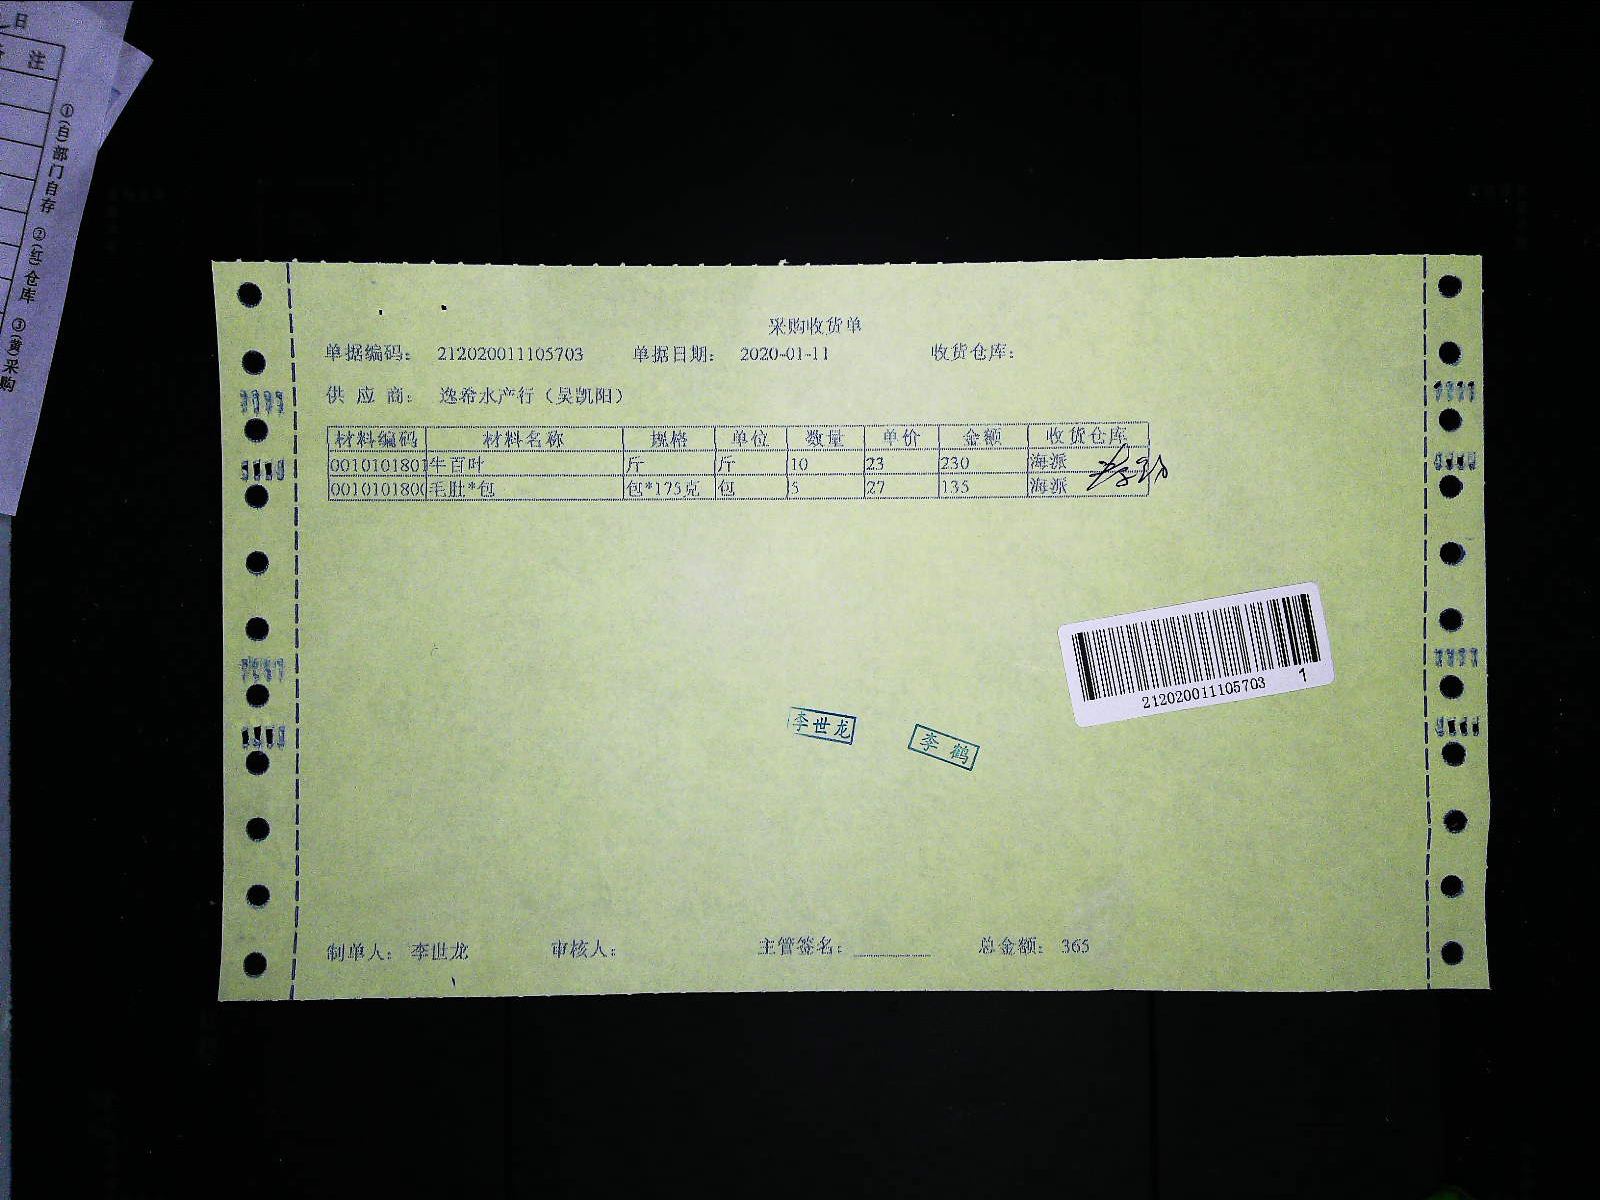 日
备 注
①(白)部门自存 ②(红)仓库 ③(黄)采购
采购收货单
单据编码： 212020011105703 单据日期： 2020-01-11 收货仓库：
供 应 商： 逸希水产行（吴凯阳）
材料编码 材料名称 规格 单位 数量 单价 金额 收货仓库
0010101801 牛百叶 斤 斤 10 23 230 海派
0010101800 毛肚*包 包*175克 包 5 27 135 海派
212020011105703 1
李世龙
李鹤
制单人： 李世龙 审核人： 主管签名： 总金额： 365